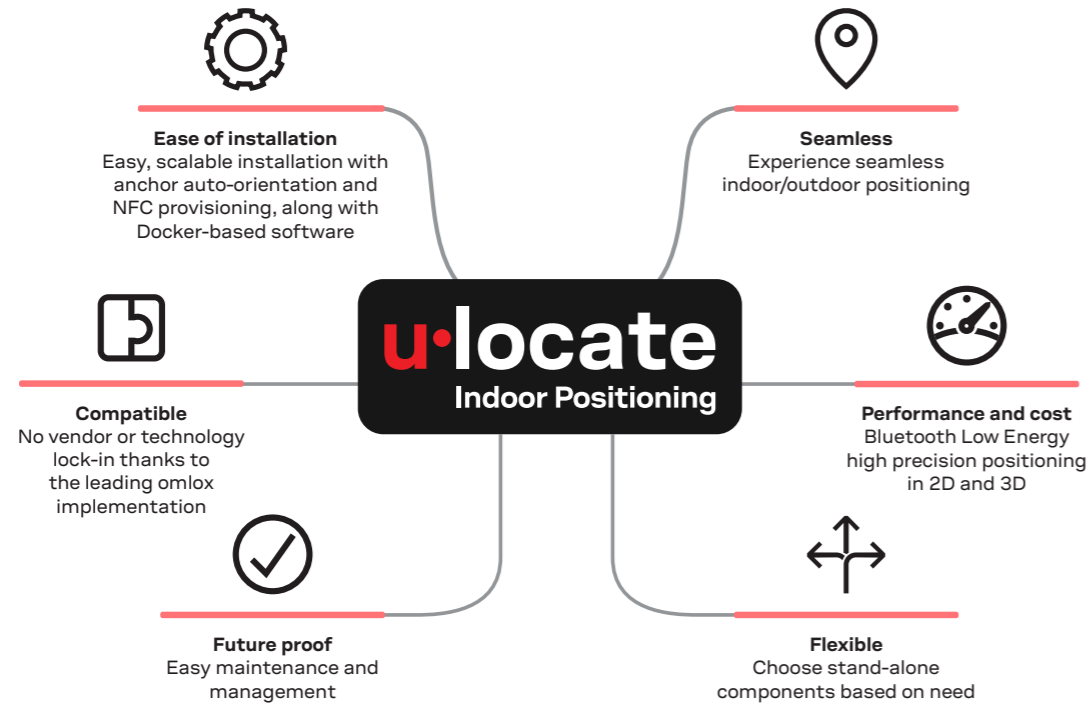 Ease of installation
Easy, scalable installation with
anchor auto-orientation and
NFC provisioning, along with
Docker-based software
Seamless
Experience seamless
indoor/outdoor positioning
u·locate
Indoor Positioning
Compatible
No vendor or technology
lock-in thanks to
the leading omlox
implementation
Performance and cost
Bluetooth Low Energy
high precision positioning
in 2D and 3D
Future proof
Easy maintenance and
management
Flexible
Choose stand-alone
components based on need